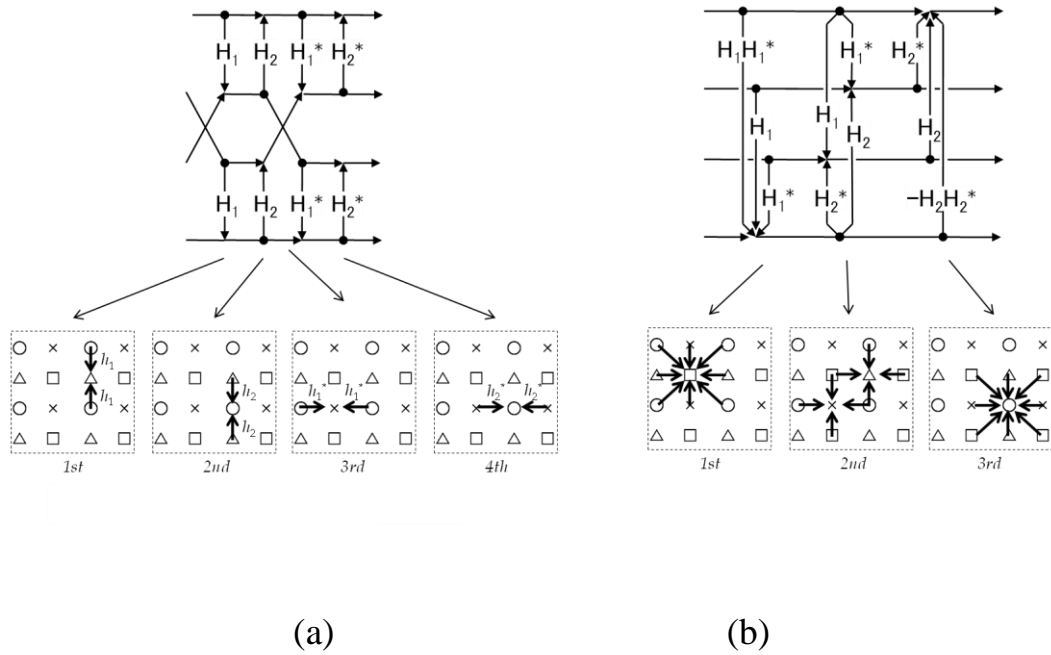 H₁ H₂ H₁* H₂*
H₁ H₂ H₁* H₂*
h₁
h₁
1st
h₂
h₂
2nd
h₁* h₁*
3rd
h₂* h₂*
4th
(a)
H₁H₁* H₁* H₂*
H₁ H₁ H₂ H₂
H₁* H₂* -H₂H₂*
1st
2nd
3rd
(b)